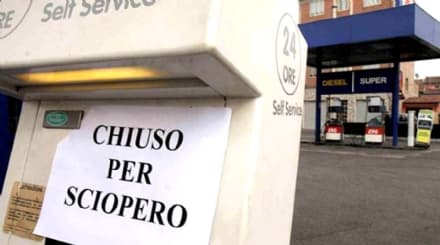 Self Service
24
ORE
Self Service
DIESEL
SUPER
CHIUSO
PER
SCIOPERO